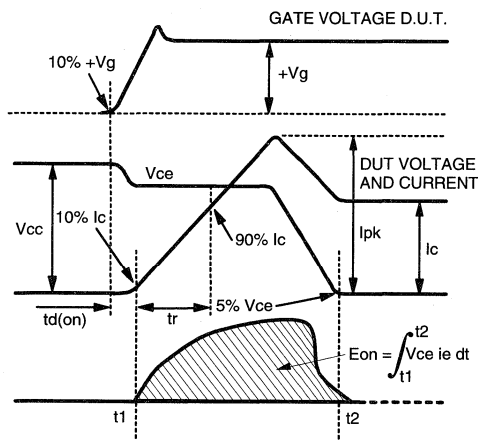 GATE VOLTAGE D.U.T.
10% +Vg
+Vg
Vce
DUT VOLTAGE
AND CURRENT
Vcc
10% Ic
90% Ic
Ipk
Ic
td(on)
tr
5% Vce
Eon = ∫ Vce ie dt
t2
t1
t1
t2